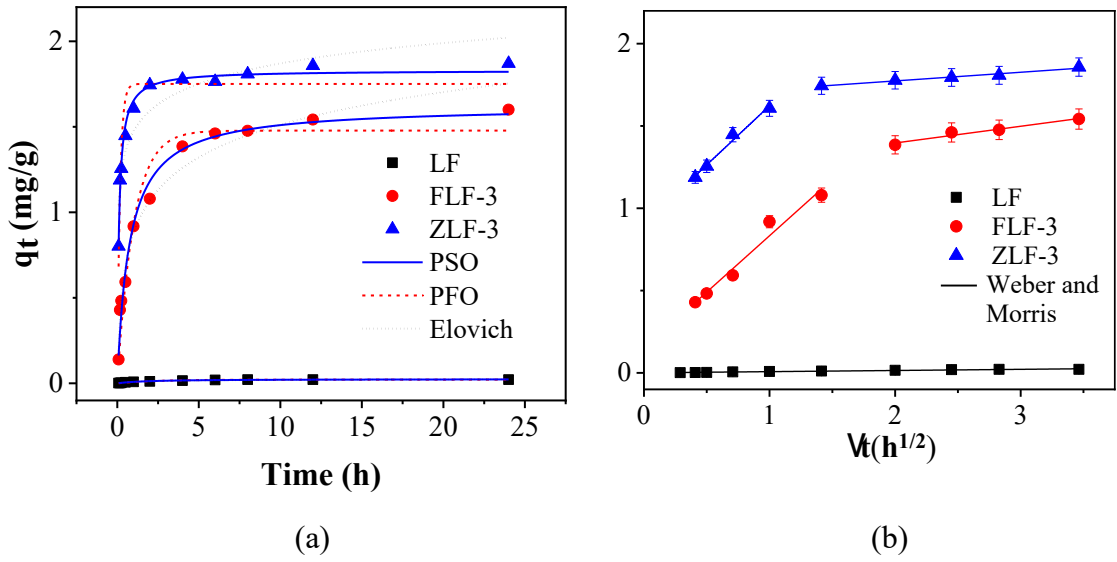 (a)
2
1
0
qt (mg/g)
LF
FLF-3
ZLF-3
PSO
PFO
Elovich
0
5
10
15
20
25
Time (h)
2
1
0
LF
FLF-3
ZLF-3
Weber and
Morris
0
1
2
3
√t(h1/2)
(a)
(b)